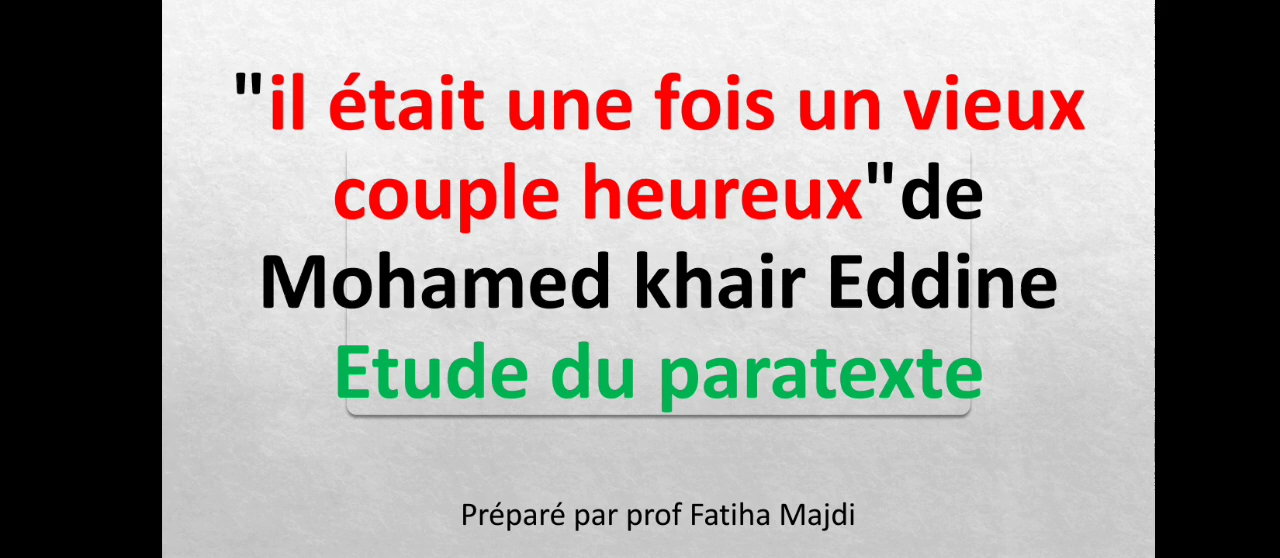 "il était une fois un vieux
couple heureux"de
Mohamed khair Eddine
Etude du paratexte
Préparé par prof Fatiha Majdi